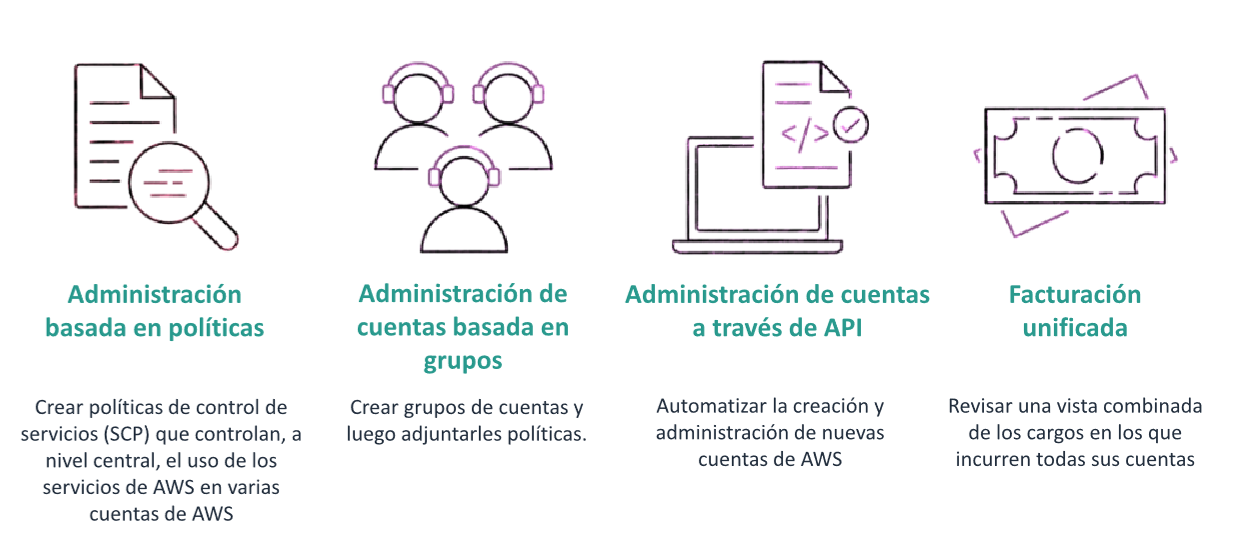 Administración
basada en políticas
Crear políticas de control de
servicios (SCP) que controlan, a
nivel central, el uso de los
servicios de AWS en varias
cuentas de AWS
Administración de
cuentas basada en
grupos
Crear grupos de cuentas y
luego adjuntarles políticas.
</>
Administración de cuentas
a través de API
Automatizar la creación y
administración de nuevas
cuentas de AWS
Facturación
unificada
Revisar una vista combinada
de los cargos en los que
incurren todas sus cuentas